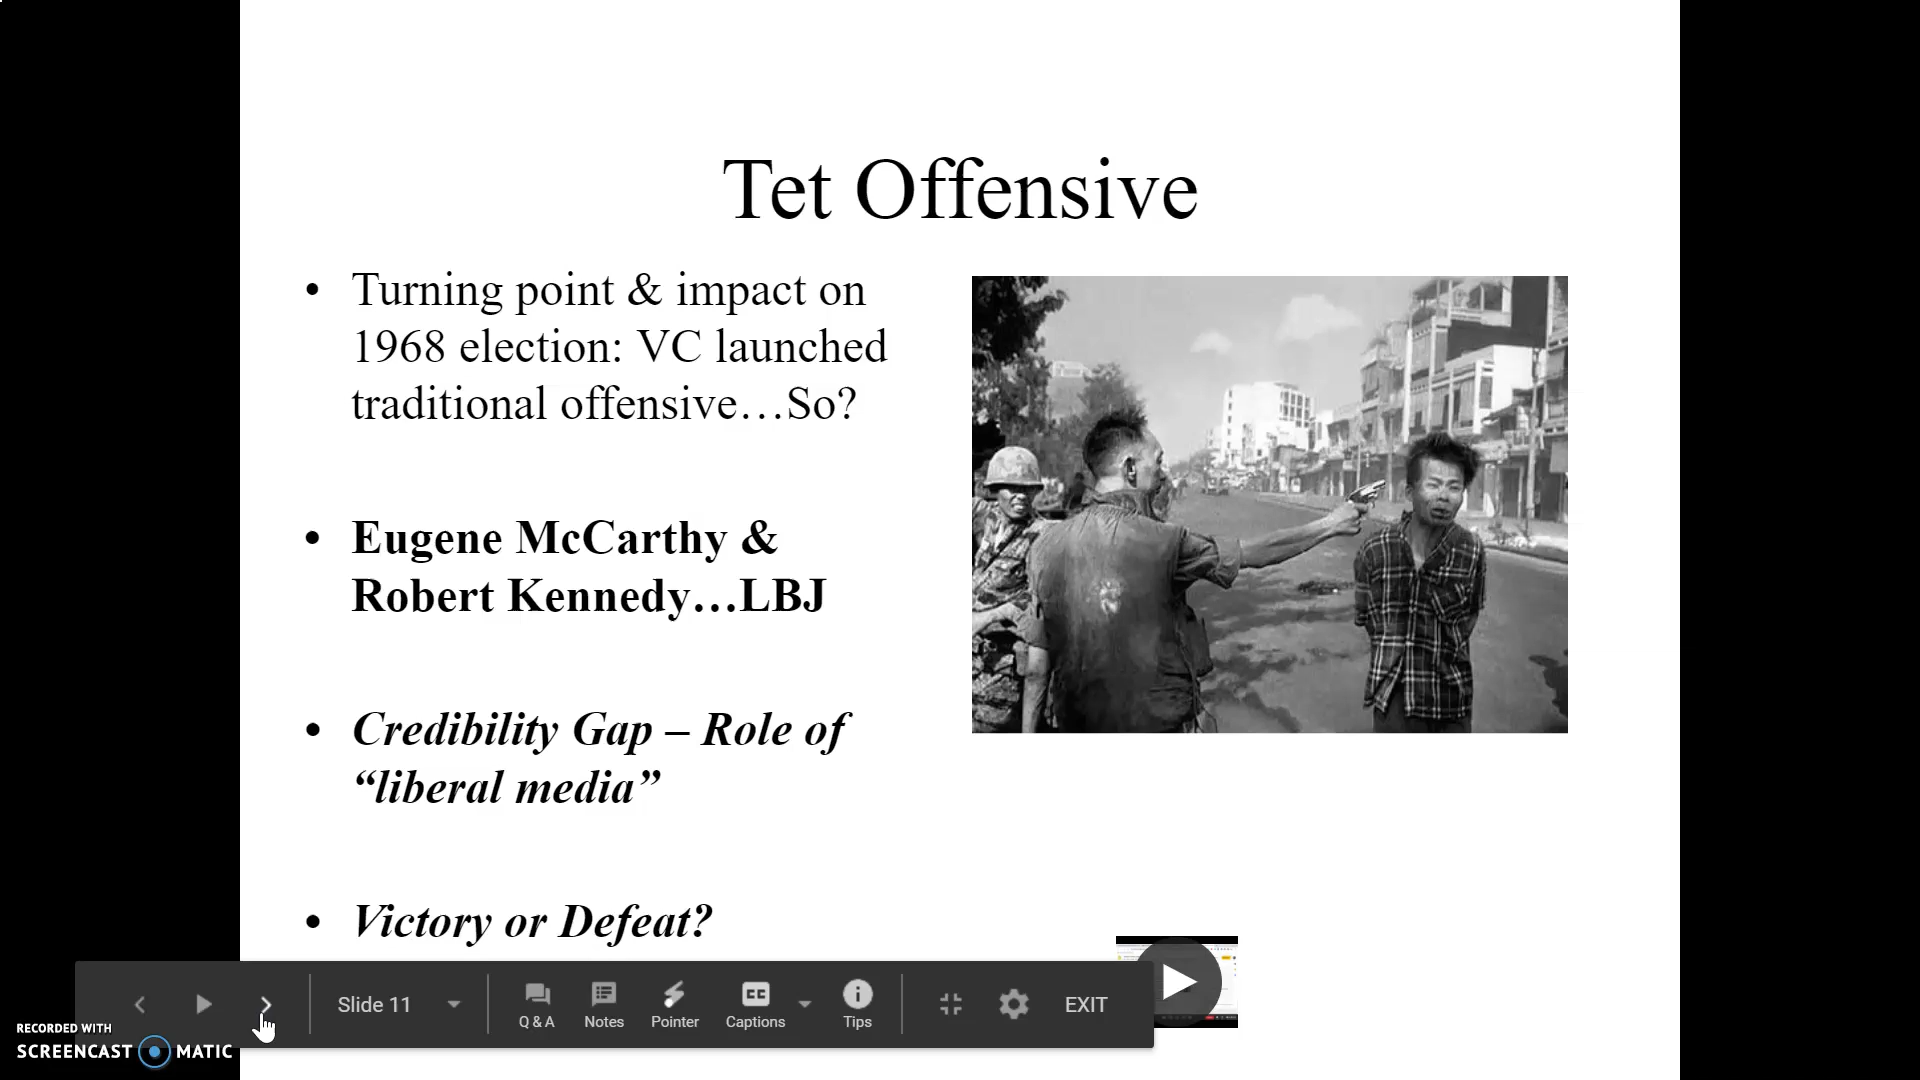 Tet Offensive
• Turning point & impact on
1968 election: VC launched
traditional offensive…So?
• Eugene McCarthy &
Robert Kennedy…LBJ
• Credibility Gap – Role of
“liberal media”
• Victory or Defeat?
Slide 11
Q & A
Notes
Pointer
CC
Captions
Tips
EXIT
RECORDED WITH
SCREENCAST MATIC